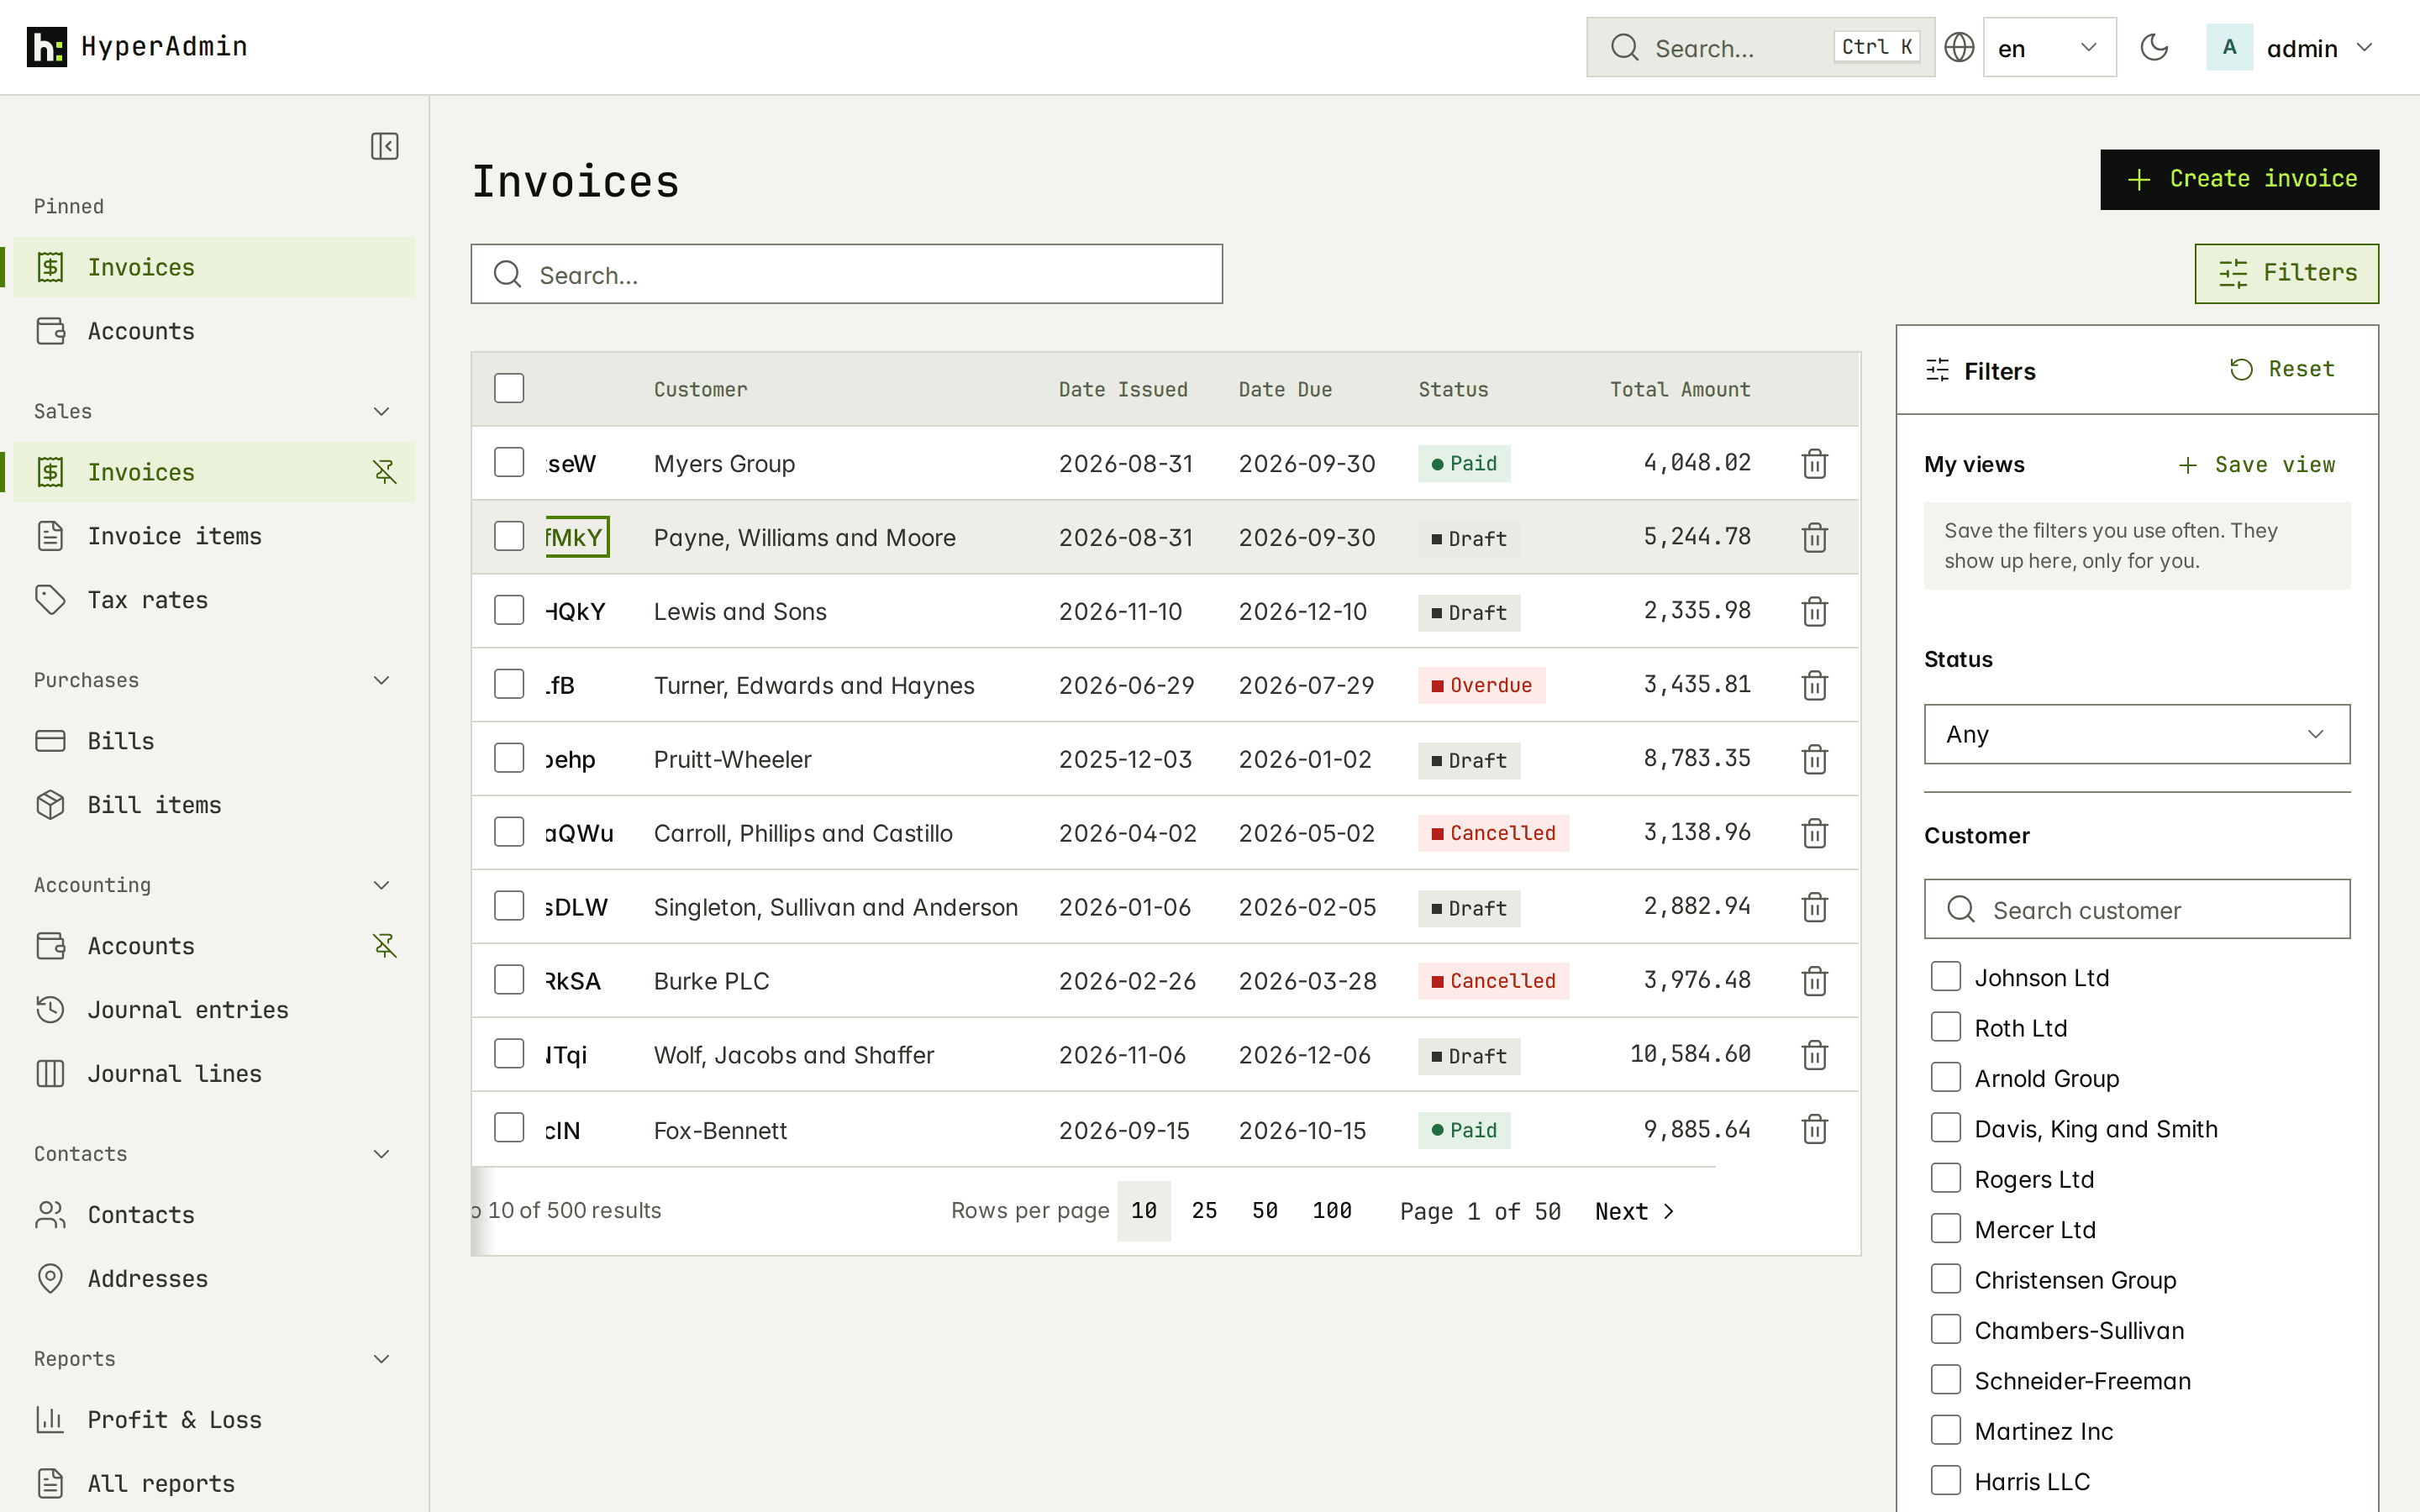 h: HyperAdmin
Search...
Ctrl K
en
A
admin
Pinned
Invoices
Accounts
Sales
Invoices
Invoice items
Tax rates
Purchases
Bills
Bill items
Accounting
Accounts
Journal entries
Journal lines
Contacts
Contacts
Addresses
Reports
Profit & Loss
All reports
Invoices
Create invoice
Search...
Filters
Customer Date Issued Date Due Status Total Amount
seW Myers Group 2026-08-31 2026-09-30 Paid 4,048.02
fMkY Payne, Williams and Moore 2026-08-31 2026-09-30 Draft 5,244.78
HQkY Lewis and Sons 2026-11-10 2026-12-10 Draft 2,335.98
fB Turner, Edwards and Haynes 2026-06-29 2026-07-29 Overdue 3,435.81
ehp Pruitt-Wheeler 2025-12-03 2026-01-02 Draft 8,783.35
aQWu Carroll, Phillips and Castillo 2026-04-02 2026-05-02 Cancelled 3,138.96
sDLW Singleton, Sullivan and Anderson 2026-01-06 2026-02-05 Draft 2,882.94
RkSA Burke PLC 2026-02-26 2026-03-28 Cancelled 3,976.48
Tqi Wolf, Jacobs and Shaffer 2026-11-06 2026-12-06 Draft 10,584.60
Fox-Bennett 2026-09-15 2026-10-15 Paid 9,885.64
10 of 500 results Rows per page 10 25 50 100 Page 1 of 50 Next
Filters
Reset
My views
Save view
Save the filters you use often. They
show up here, only for you.
Status
Any
Customer
Search customer
Johnson Ltd
Roth Ltd
Arnold Group
Davis, King and Smith
Rogers Ltd
Mercer Ltd
Christensen Group
Chambers-Sullivan
Schneider-Freeman
Martinez Inc
Harris LLC